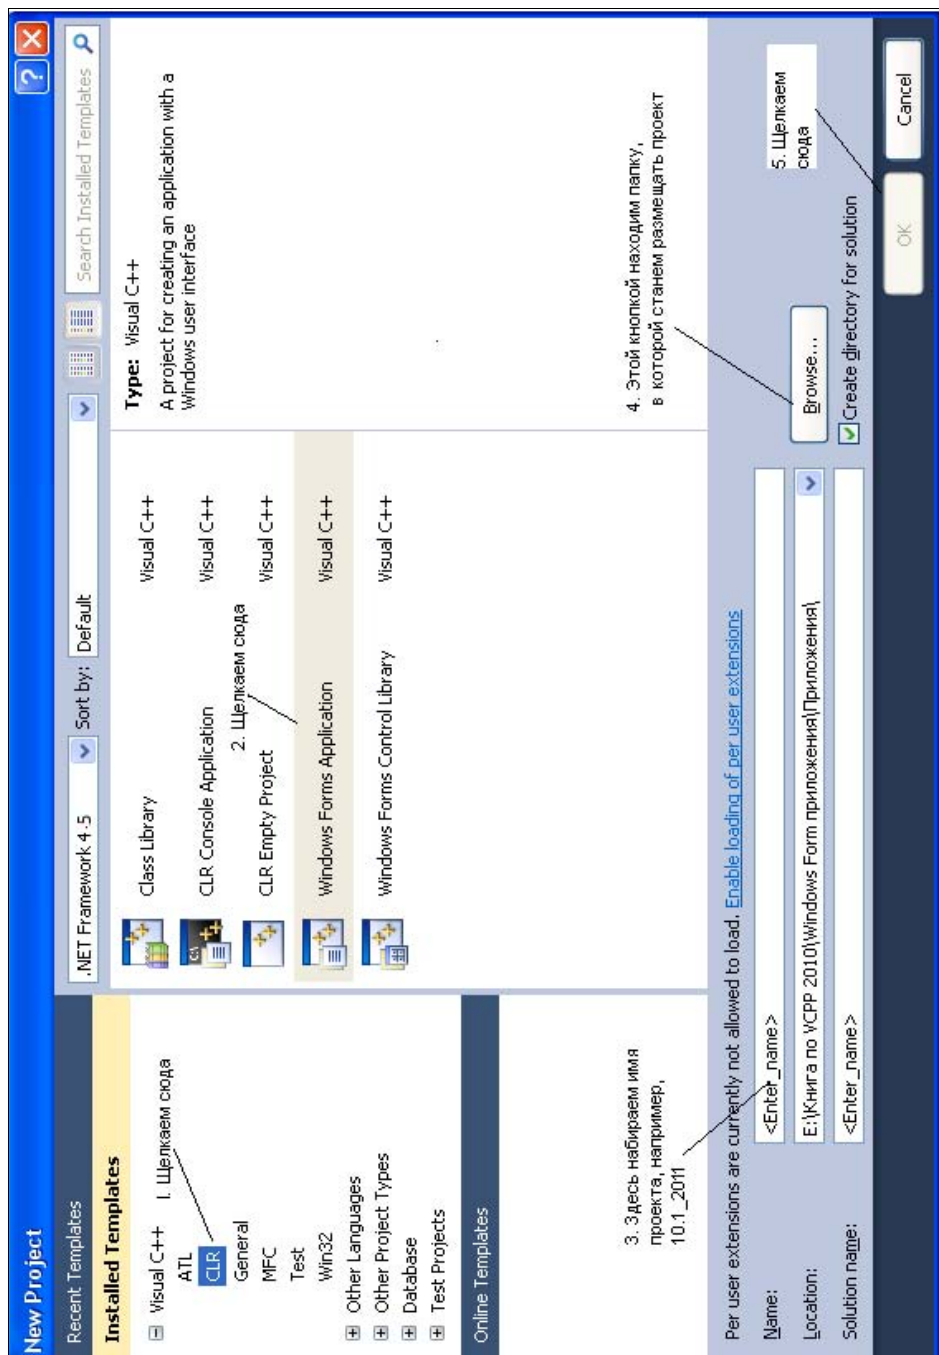 New Project
Recent Templates
.NET Framework 4.5
Sort by:
Default
Search Installed Templates
Installed Templates
Visual C++
1. Щелкаем сюда
ATL
CLR
General
MFC
Test
Win32
Other Languages
Other Project Types
Database
Test Projects
Online Templates
3. Здесь набираем имя
проекта, например,
10.1_2011
Class Library
Visual C++
CLR Console Application
Visual C++
2. Щелкаем сюда
CLR Empty Project
Visual C++
Windows Forms Application
Visual C++
Windows Forms Control Library
Visual C++
Type: Visual C++
A project for creating an application with a
Windows user interface
4. Этой кнопкой находим папку,
в которой станем размещать проект
Per user extensions are currently not allowed to load. Enable loading of per user extensions
Name:
<Enter_name>
Location:
E:\Книга по VCPP 2010\Windows Form приложения\Приложения\
Browse...
Solution name:
<Enter_name>
Create directory for solution
5. Щелкаем
сюда
OK
Cancel